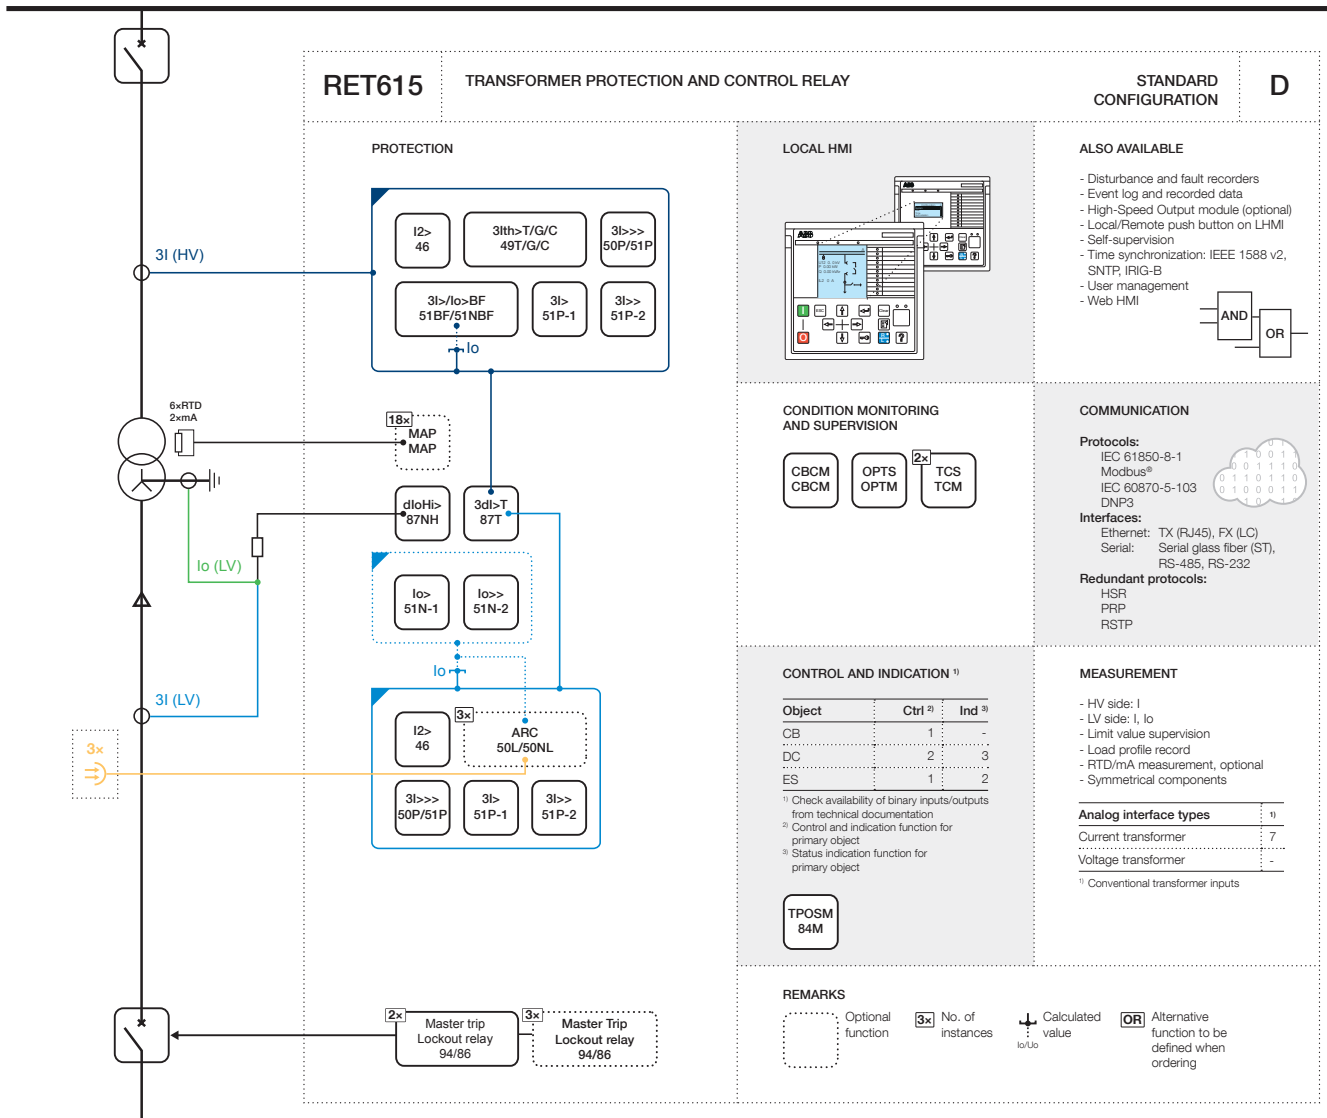 RET615
TRANSFORMER PROTECTION AND CONTROL RELAY
STANDARD
CONFIGURATION
D
PROTECTION
I2>
46
3Ith>T/G/C
49T/G/C
3I>>>
50P/51P
3I>/Io>BF
51BF/51NBF
3I>
51P-1
3I>>
51P-2
Io
3I (HV)
6xRTD
2xmA
18x
MAP
MAP
dIoHi>
87NH
3dI>T
87T
Io (LV)
Io>
51N-1
Io>>
51N-2
Io
3I (LV)
I2>
46
3x
ARC
50L/50NL
3x
3I>>>
50P/51P
3I>
51P-1
3I>>
51P-2
2x
Master trip
Lockout relay
94/86
3x
Master Trip
Lockout relay
94/86
LOCAL HMI
ABB
ABB
ESC
Clear
I
O
?
?
ALSO AVAILABLE
- Disturbance and fault recorders
- Event log and recorded data
- High-Speed Output module (optional)
- Local/Remote push button on LHMI
- Self-supervision
- Time synchronization: IEEE 1588 v2,
SNTP, IRIG-B
- User management
- Web HMI
AND
OR
CONDITION MONITORING
AND SUPERVISION
CBCM
CBCM
OPTS
OPTM
2x
TCS
TCM
COMMUNICATION
Protocols:
IEC 61850-8-1
Modbus®
IEC 60870-5-103
DNP3
Interfaces:
Ethernet: TX (RJ45), FX (LC)
Serial: Serial glass fiber (ST),
RS-485, RS-232
Redundant protocols:
HSR
PRP
RSTP
CONTROL AND INDICATION 1)
Object Ctrl 2) Ind 3)
CB 1 -
DC 2 3
ES 1 2
1) Check availability of binary inputs/outputs
from technical documentation
2) Control and indication function for
primary object
3) Status indication function for
primary object
TPOSM
84M
MEASUREMENT
- HV side: I
- LV side: I, Io
- Limit value supervision
- Load profile record
- RTD/mA measurement, optional
- Symmetrical components
Analog interface types 1)
Current transformer 7
Voltage transformer -
1) Conventional transformer inputs
REMARKS
Optional
function
3x
No. of
instances
Io/Uo
Calculated
value
OR
Alternative
function to be
defined when
ordering